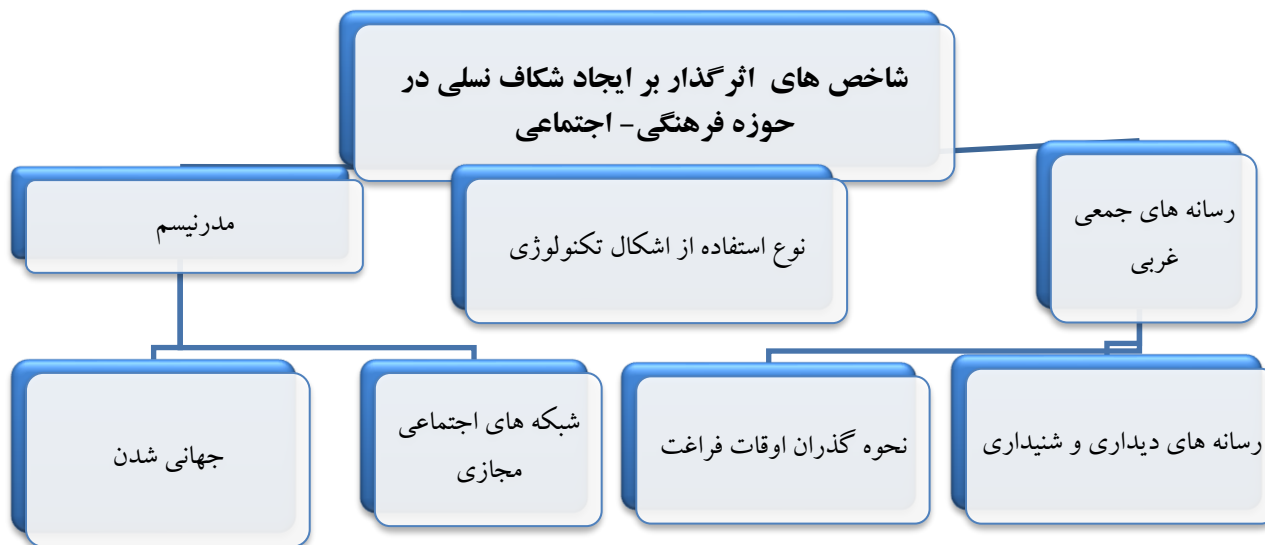 شاخص های اثرگذار بر ایجاد شکاف نسلی در
حوزه فرهنگی- اجتماعی
رسانه های جمعی
غربی
نوع استفاده از اشکال تکنولوژی
مدرنیسم
رسانه های دیداری و شنیداری
نحوه گذران اوقات فراغت
شبکه های اجتماعی
مجازی
جهانی شدن